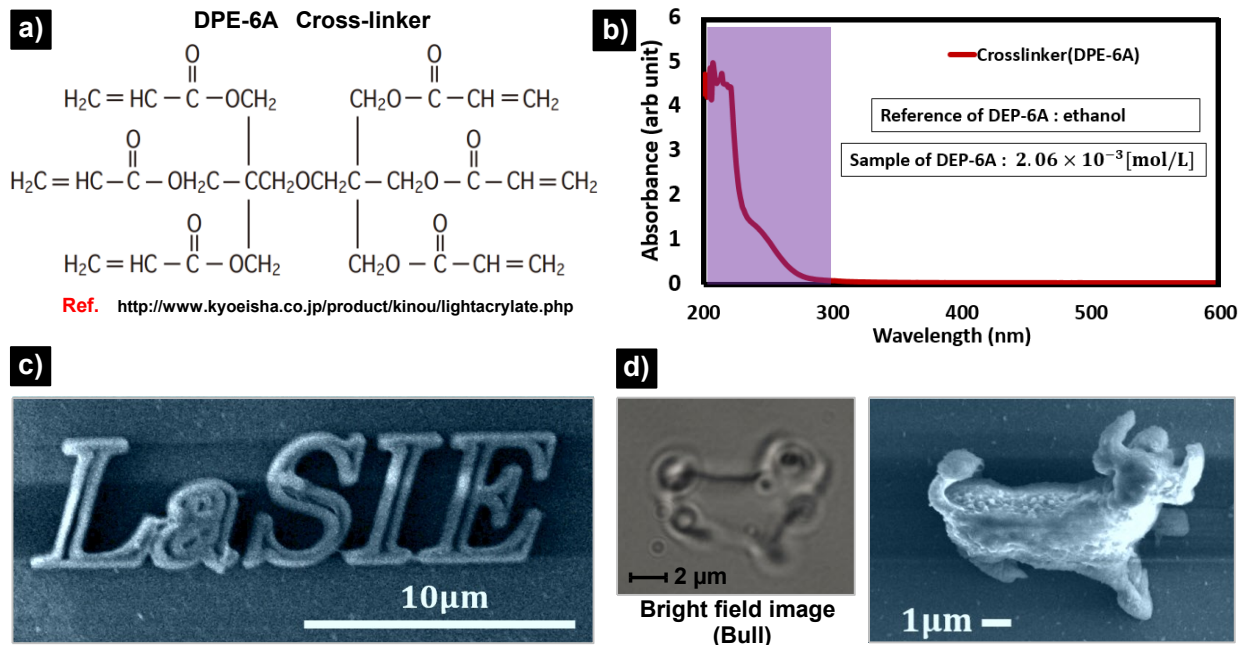 a)
DPE-6A Cross-linker
O O
H₂C=HC-C-OCH₂ CH₂O-C-CH=CH₂
O O
H₂C=HC-C-OH₂C-CCH₂OCH₂C-CH₂O-C-CH=CH₂
O O
H₂C=HC-C-OCH₂ CH₂O-C-CH=CH₂
Ref. http://www.kyoeisha.co.jp/product/kinou/lightacrylate.php
b)
Absorbance (arb unit)
6
5
4
3
2
1
0
Crosslinker(DPE-6A)
Reference of DEP-6A : ethanol
Sample of DEP-6A : 2.06 × 10⁻³[mol/L]
200 300 400 500 600
Wavelength (nm)
c)
LaSIE
10μm
d)
2 μm
Bright field image
(Bull)
1μm